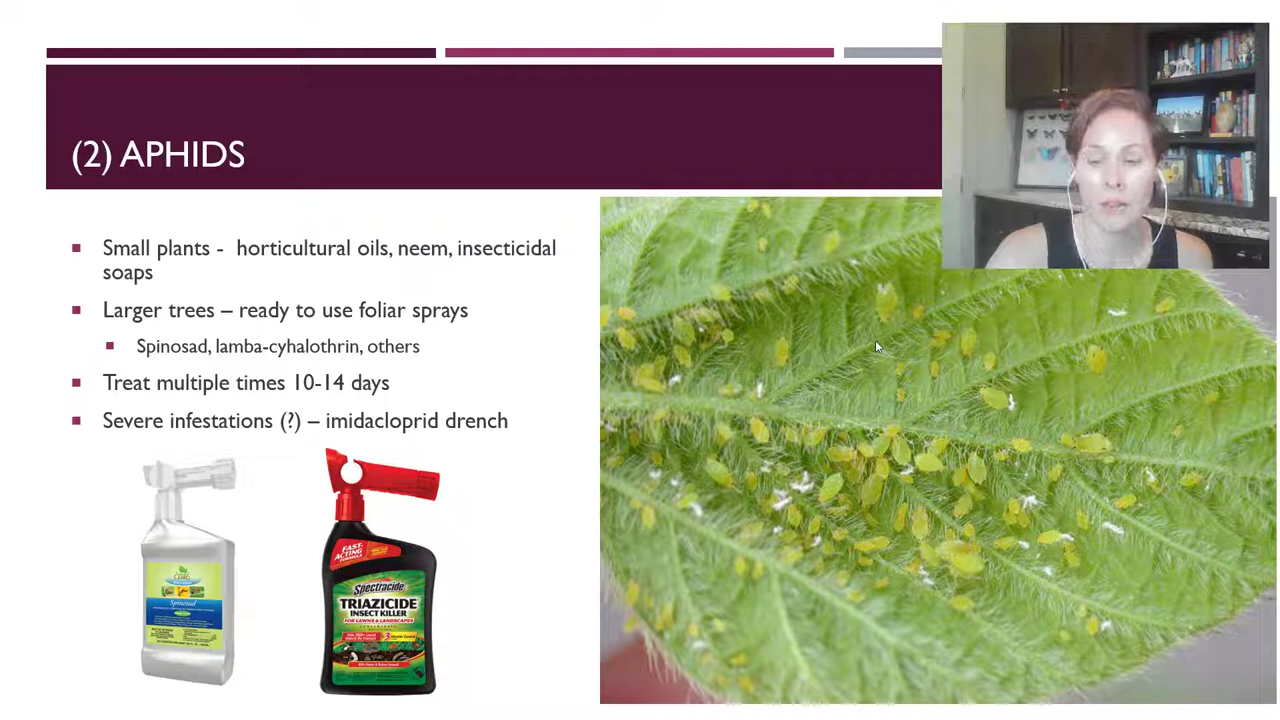 (2) APHIDS
Small plants - horticultural oils, neem, insecticidal
soaps
Larger trees – ready to use foliar sprays
Spinosad, lamba-cyhalothrin, others
Treat multiple times 10-14 days
Severe infestations (?) – imidacloprid drench
Spinosad
FAST-
ACTING
FORMULA
Spectracide
TRIAZICIDE
INSECT KILLER
FOR LAWNS & LANDSCAPES
CONCENTRATE